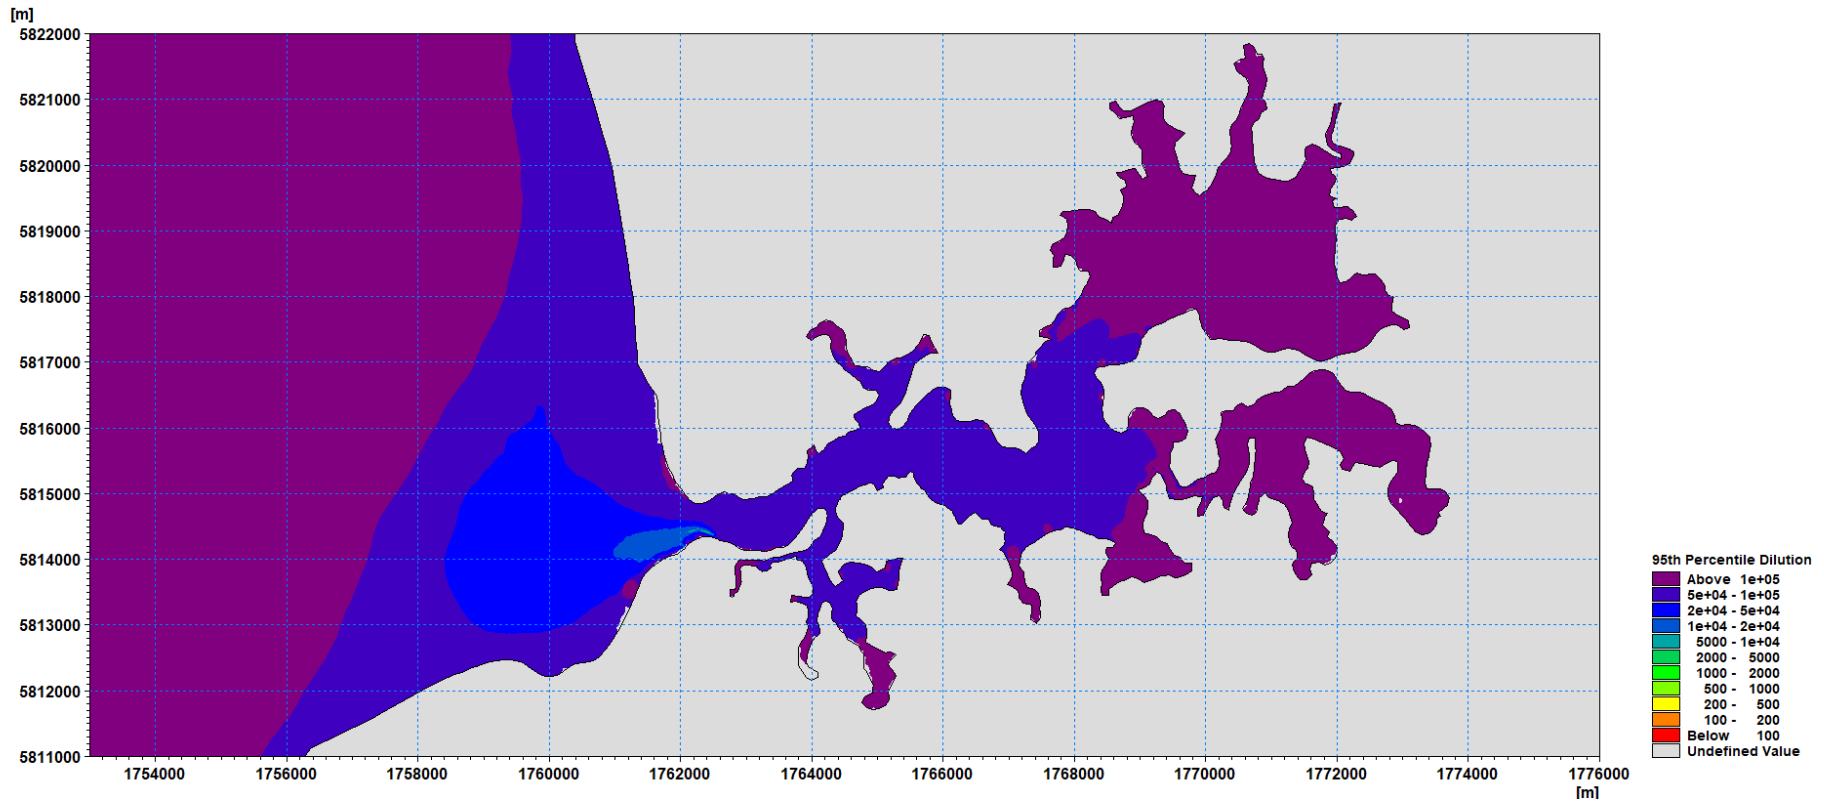 [m]
5822000
5821000
5820000
5819000
5818000
5817000
5816000
5815000
5814000
5813000
5812000
5811000
1754000 1756000 1758000 1760000 1762000 1764000 1766000 1768000 1770000 1772000 1774000 1776000
[m]
95th Percentile Dilution
Above 1e+05
5e+04 - 1e+05
2e+04 - 5e+04
1e+04 - 2e+04
5000 - 1e+04
2000 - 5000
1000 - 2000
500 - 1000
200 - 500
100 - 200
Below 100
Undefined Value